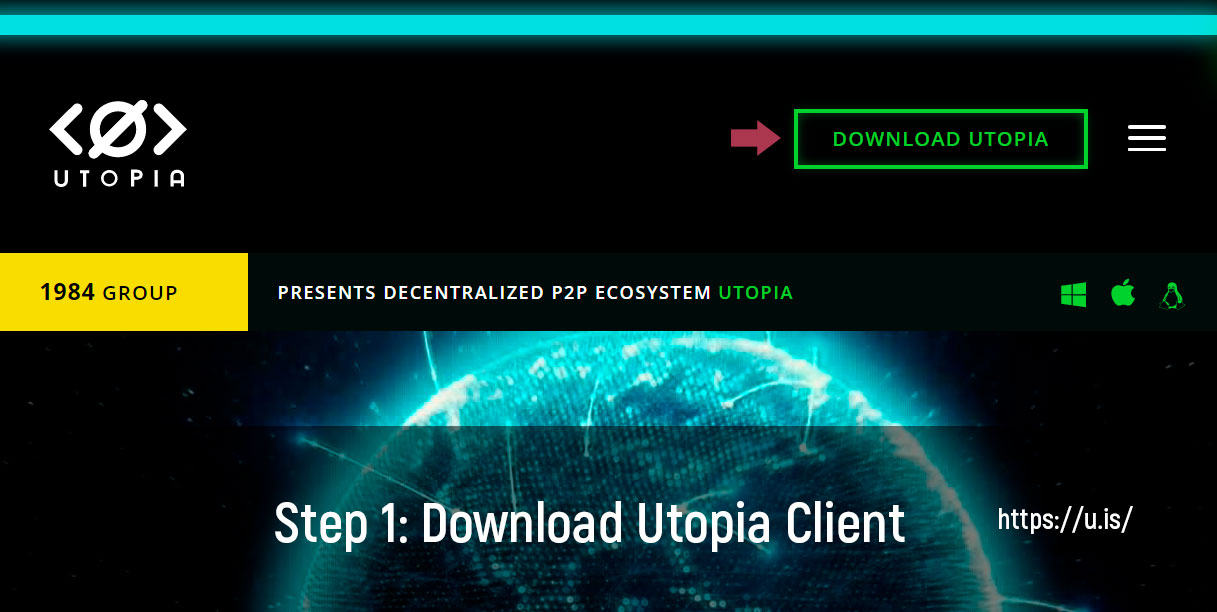 <Ø>
UTOPIA
DOWNLOAD UTOPIA
1984 GROUP
PRESENTS DECENTRALIZED P2P ECOSYSTEM UTOPIA
Step 1: Download Utopia Client
https://u.is/